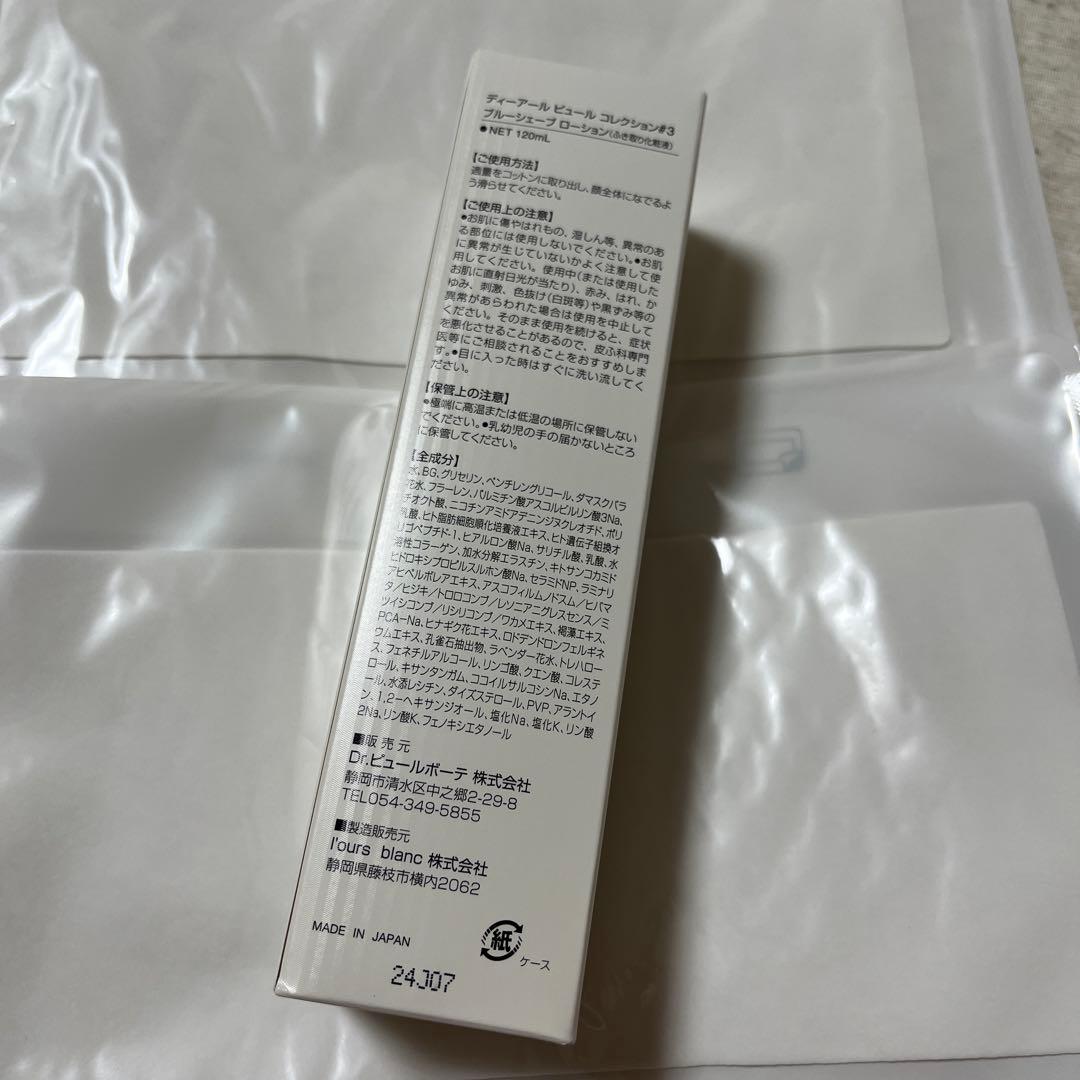 ディーアール ピュール コレクション#3
ブルーシェープ ローション(ふき取り化粧液)
●NET 120mL
【ご使用方法】
適量をコットンに取り出し、顔全体になでるよ
う滑らせてください。
【ご使用上の注意】
●お肌に傷やはれもの、湿しん等、異常のあ
る部位には使用しないでください。●お肌
に異常が生じていないかよく注意して使
用してください。使用中(または使用した
お肌に直射日光が当たり)、赤み、はれ、か
ゆみ、刺激、色抜け(白斑等)や黒ずみ等の
異常があらわれた場合は使用を中止して
ください。そのまま使用を続けると、症状
を悪化させることがあるので、皮ふ科専門
医等にご相談されることをおすすめしま
す。●目に入った時はすぐに洗い流してく
ださい。
【保管上の注意】
●極端に高温または低温の場所に保管しない
でください。●乳幼児の手の届かないところ
に保管してください。
【全成分】
水、BG、グリセリン、ペンチレングリコール、ダマスクバラ
花水、フラーレン、パルミチン酸アスコルビルリン酸3Na、
チオクト酸、ニコチンアミドアデニンジヌクレオチド、ポリ
乳酸、ヒト脂肪細胞順化培養液エキス、ヒト遺伝子組換オ
リゴペプチド-1、ヒアルロン酸Na、サリチル酸、乳酸、水
溶性コラーゲン、加水分解エラスチン、キトサンコカミド
ヒドロキシプロピルスルホン酸Na、セラミドNP、ラミナリ
アヒペルボレアエキス、アスコフィルムノドスム/ヒバマ
タ/ヒジキ/トロロコンブ/レソニアニグレスセンス/ミ
ツイシコンブ/リシリコンブ/ワカメエキス、褐藻エキス、
PCA-Na、ヒナギク花エキス、ロドデンドロンフェルギネ
ウムエキス、孔雀石抽出物、ラベンダー花水、トレハロー
ス、フェネチルアルコール、リンゴ酸、クエン酸、コレステ
ロール、キサンタンガム、ココイルサルコシンNa、エタノ
ール、水添レシチン、ダイズステロール、PVP、アラントイ
ン、1,2-ヘキサンジオール、塩化Na、塩化K、リン酸
2Na、リン酸K、フェノキシエタノール
■販売元
Dr.ピュールボーテ 株式会社
静岡市清水区中之郷2-29-8
TEL054-349-5855
■製造販売元
l'ours blanc 株式会社
静岡県藤枝市横内2062
MADE IN JAPAN
紙
ケース
24J07